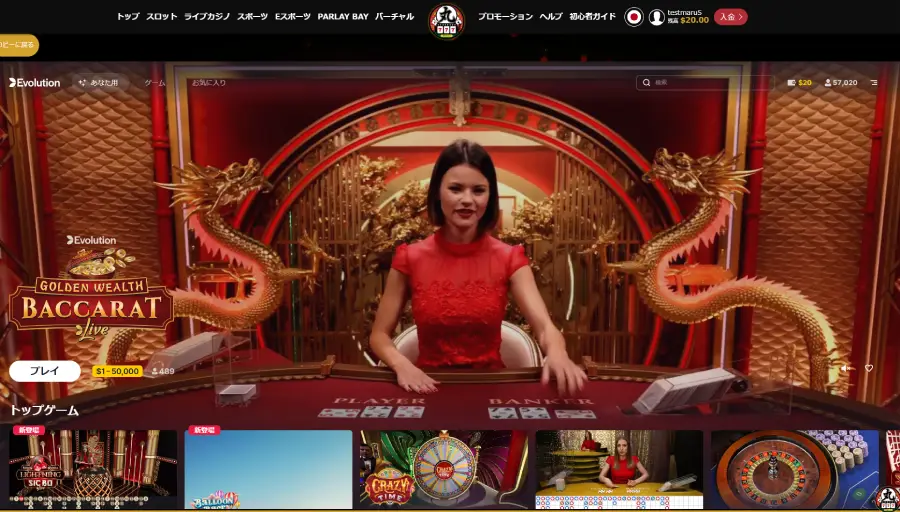 トップ スロット ライブカジノ スポーツ Eスポーツ PARLAY BAY バーチャル
丸
777
プロモーション ヘルプ 初心者ガイド
testmaru5
残高 $20.00
入金
ビーに戻る
Evolution
あなた用
ゲーム
お気に入り
検索
$20
57,020
Evolution
GOLDEN WEALTH
BACCARAT
Live
プレイ
$1-50,000
489
PLAYER
BANKER
トップゲーム
新登場
新登場
LIGHTNING
SIC BO
BALLOON
CRAZY
TIME
CRAZY
TIME